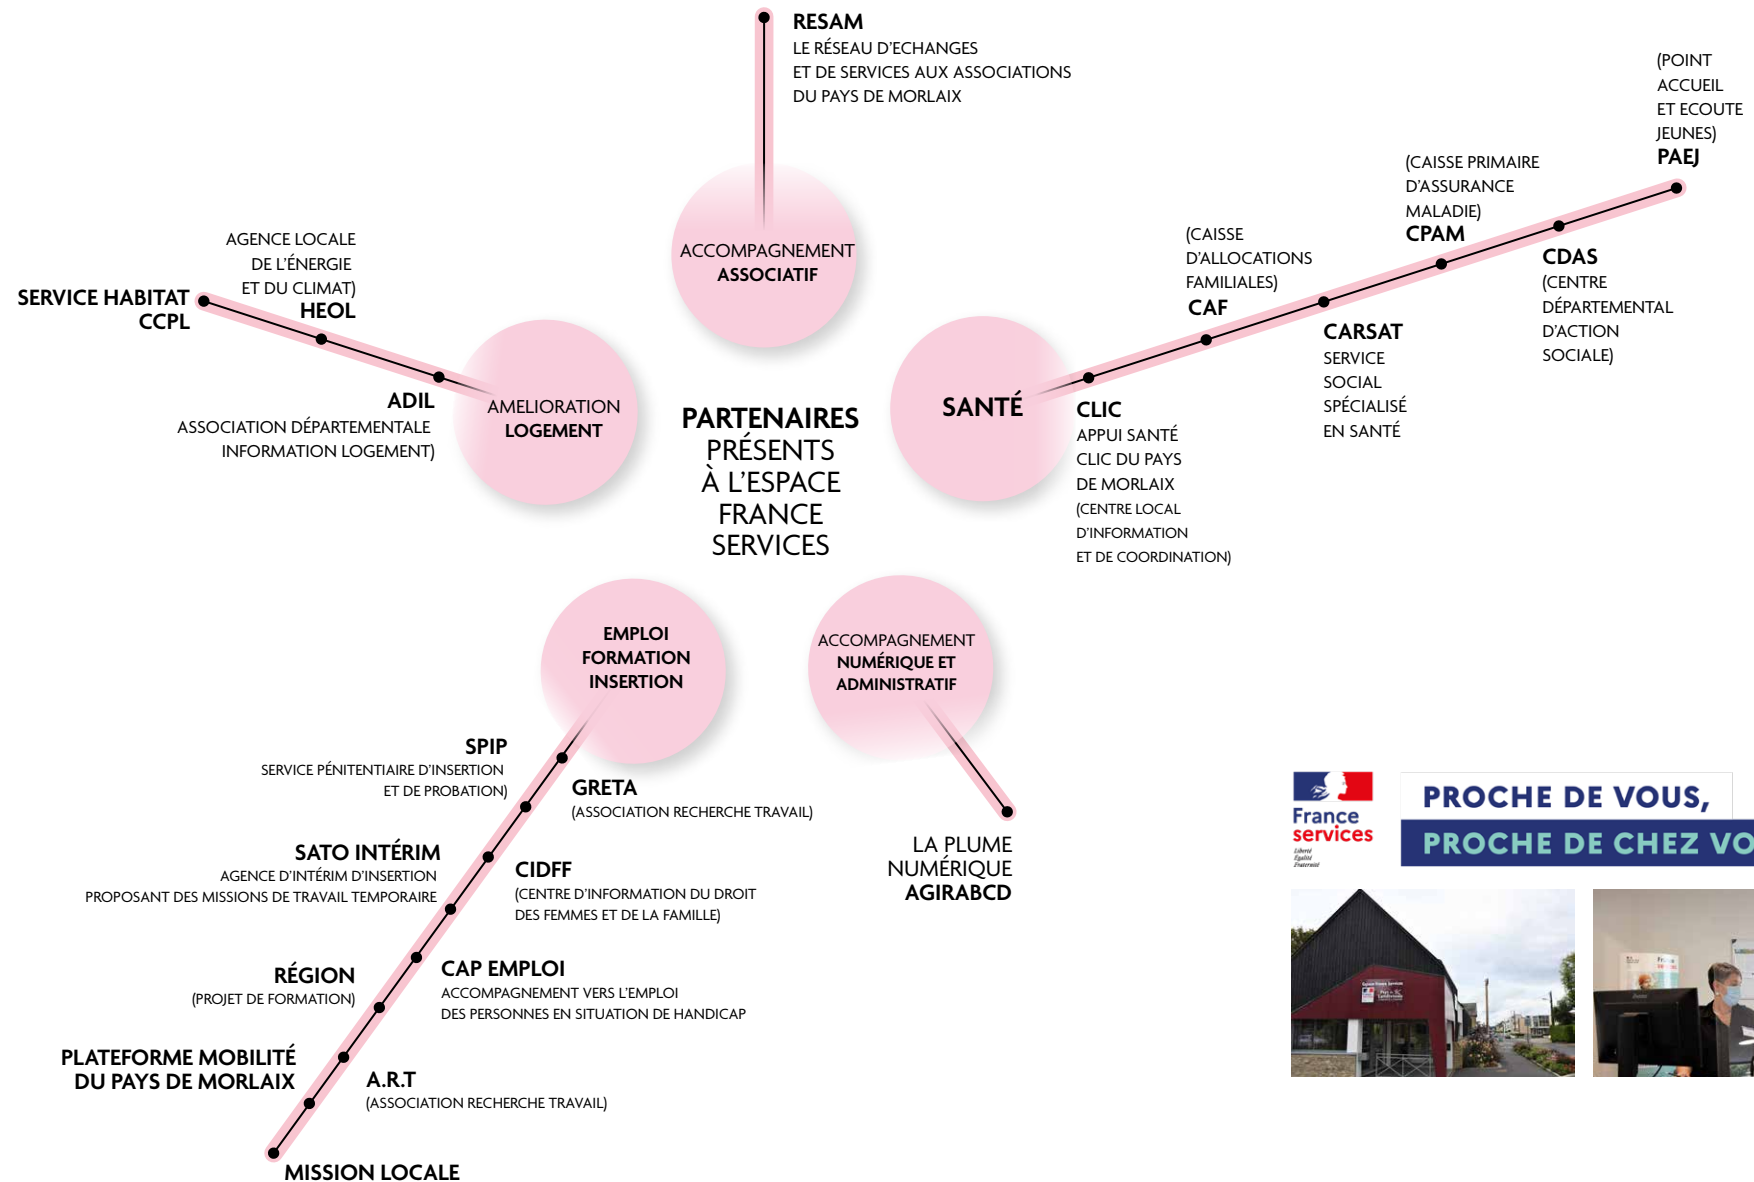 RESAM
LE RÉSEAU D'ECHANGES
ET DE SERVICES AUX ASSOCIATIONS
DU PAYS DE MORLAIX
ACCOMPAGNEMENT
ASSOCIATIF
SERVICE HABITAT
CCPL
AGENCE LOCALE
DE L'ÉNERGIE
ET DU CLIMAT)
HEOL
ADIL
ASSOCIATION DÉPARTEMENTALE
INFORMATION LOGEMENT)
AMELIORATION
LOGEMENT
PARTENAIRES
PRÉSENTS
À L'ESPACE
FRANCE
SERVICES
SANTÉ
CLIC
APPUI SANTÉ
CLIC DU PAYS
DE MORLAIX
(CENTRE LOCAL
D'INFORMATION
ET DE COORDINATION)
(CAISSE
D'ALLOCATIONS
FAMILIALES)
CAF
CARSAT
SERVICE
SOCIAL
SPÉCIALISÉ
EN SANTÉ
(CAISSE PRIMAIRE
D'ASSURANCE
MALADIE)
CPAM
CDAS
(CENTRE
DÉPARTEMENTAL
D'ACTION
SOCIALE)
(POINT
ACCUEIL
ET ECOUTE
JEUNES)
PAEJ
EMPLOI
FORMATION
INSERTION
SPIP
SERVICE PÉNITENTIAIRE D'INSERTION
ET DE PROBATION)
GRETA
(ASSOCIATION RECHERCHE TRAVAIL)
SATO INTÉRIM
AGENCE D'INTÉRIM D'INSERTION
PROPOSANT DES MISSIONS DE TRAVAIL TEMPORAIRE
CIDFF
(CENTRE D'INFORMATION DU DROIT
DES FEMMES ET DE LA FAMILLE)
RÉGION
(PROJET DE FORMATION)
CAP EMPLOI
ACCOMPAGNEMENT VERS L'EMPLOI
DES PERSONNES EN SITUATION DE HANDICAP
PLATEFORME MOBILITÉ
DU PAYS DE MORLAIX
A.R.T
(ASSOCIATION RECHERCHE TRAVAIL)
MISSION LOCALE
ACCOMPAGNEMENT
NUMÉRIQUE ET
ADMINISTRATIF
LA PLUME
NUMÉRIQUE
AGIRABCD
France
services
Liberté
Égalité
Fraternité
PROCHE DE VOUS,
PROCHE DE CHEZ VO